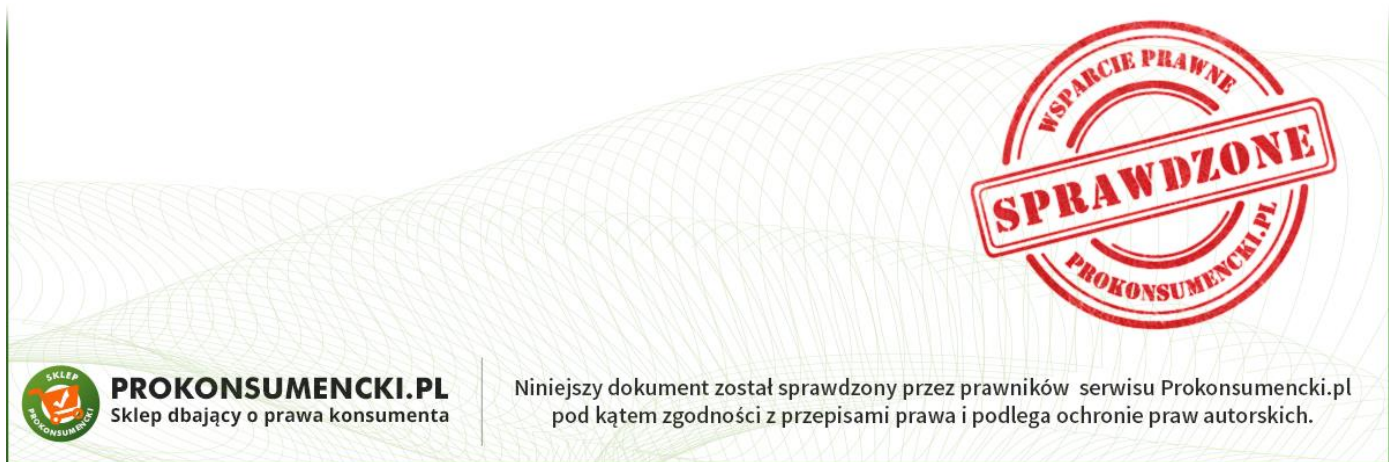 WSPARCIE PRAWNE
SPRAWDZONE
PROKONSUMENCKI.PL
SKLEP
PROKONSUMENCKI
PROKONSUMENCKI.PL
Sklep dbający o prawa konsumenta
Niniejszy dokument został sprawdzony przez prawników serwisu Prokonsumencki.pl
pod kątem zgodności z przepisami prawa i podlega ochronie praw autorskich.